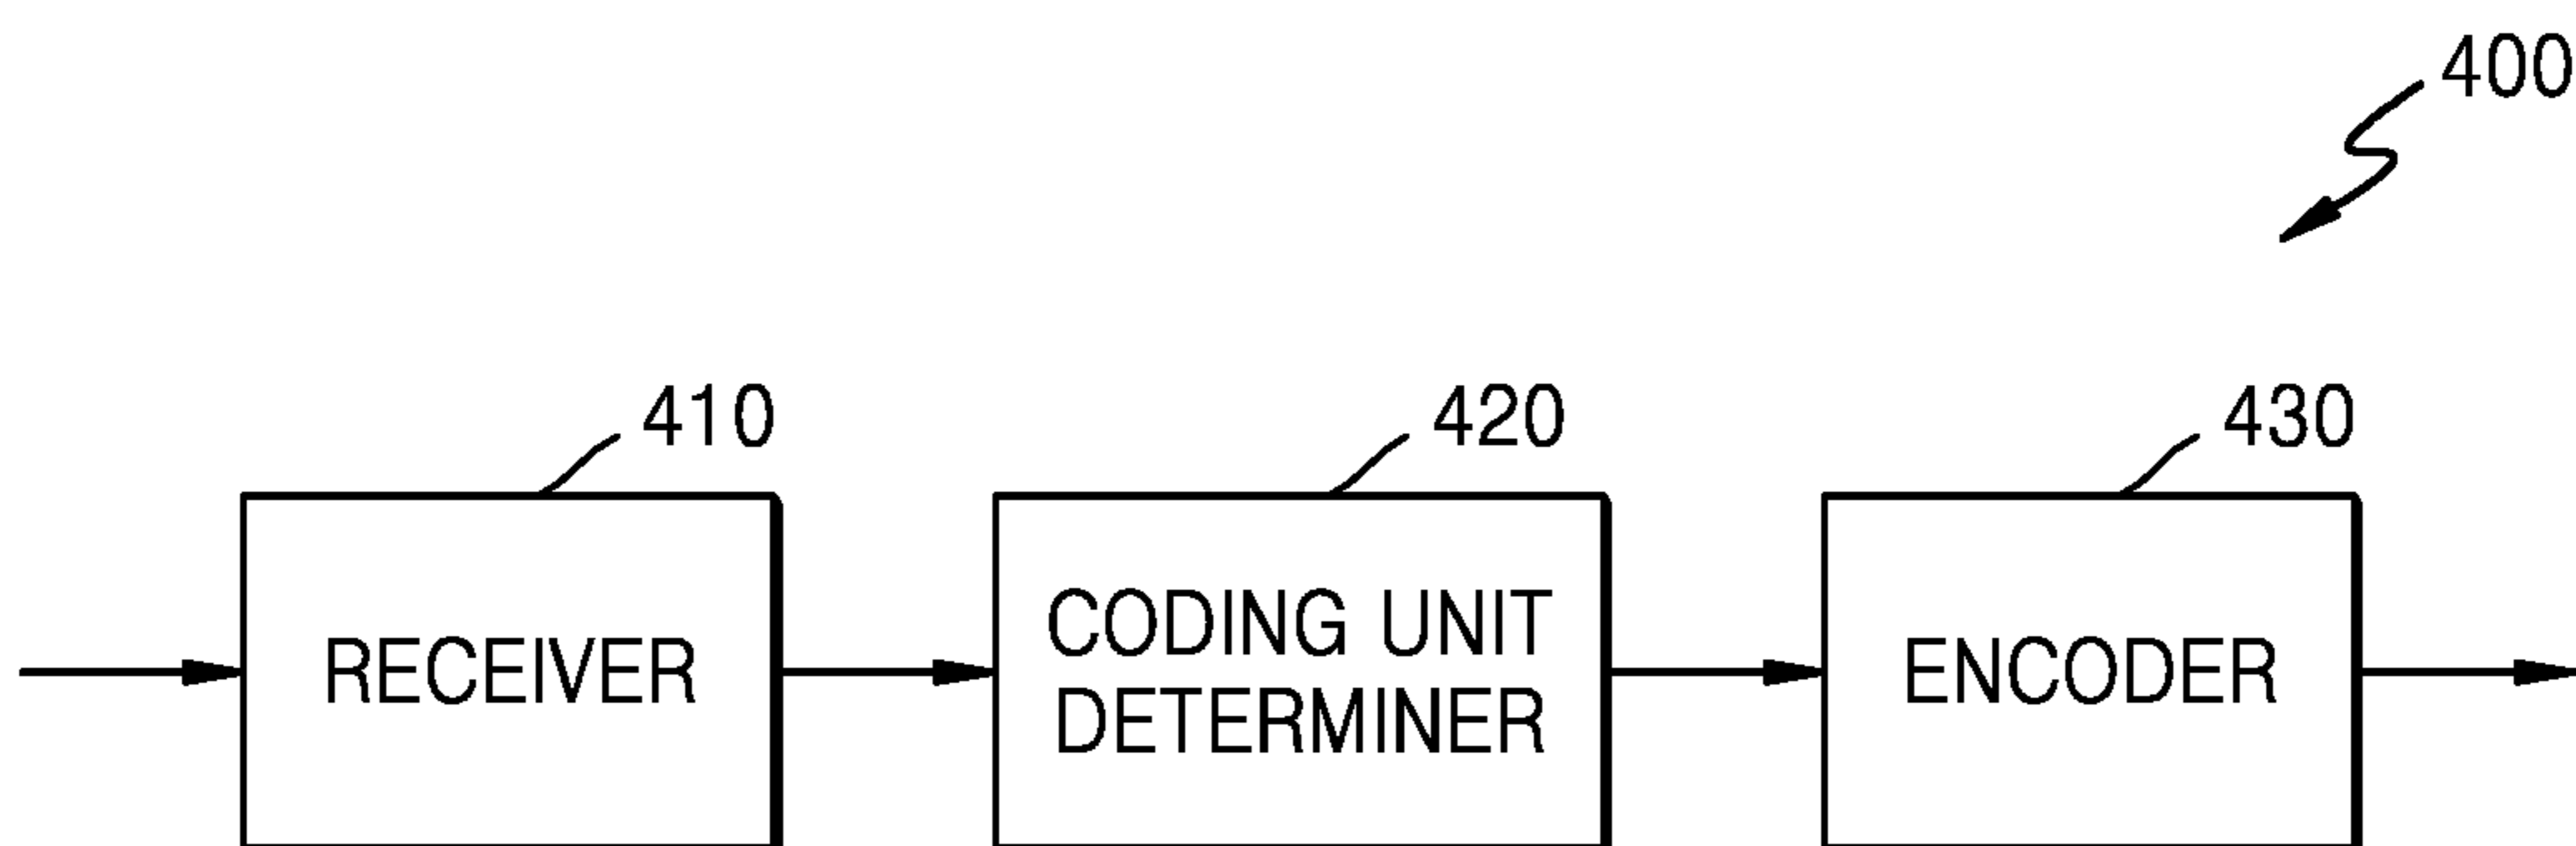 400
410
420
430
RECEIVER
CODING UNIT
DETERMINER
ENCODER